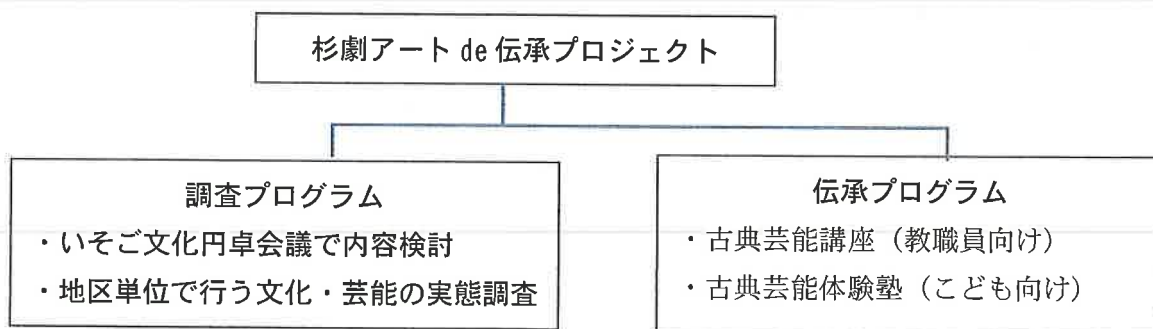 杉劇アート de 伝承プロジェクト
調査プログラム
・いそご文化円卓会議で内容検討
・地区単位で行う文化・芸能の実態調査
伝承プログラム
・古典芸能講座（教職員向け）
・古典芸能体験塾（こども向け）